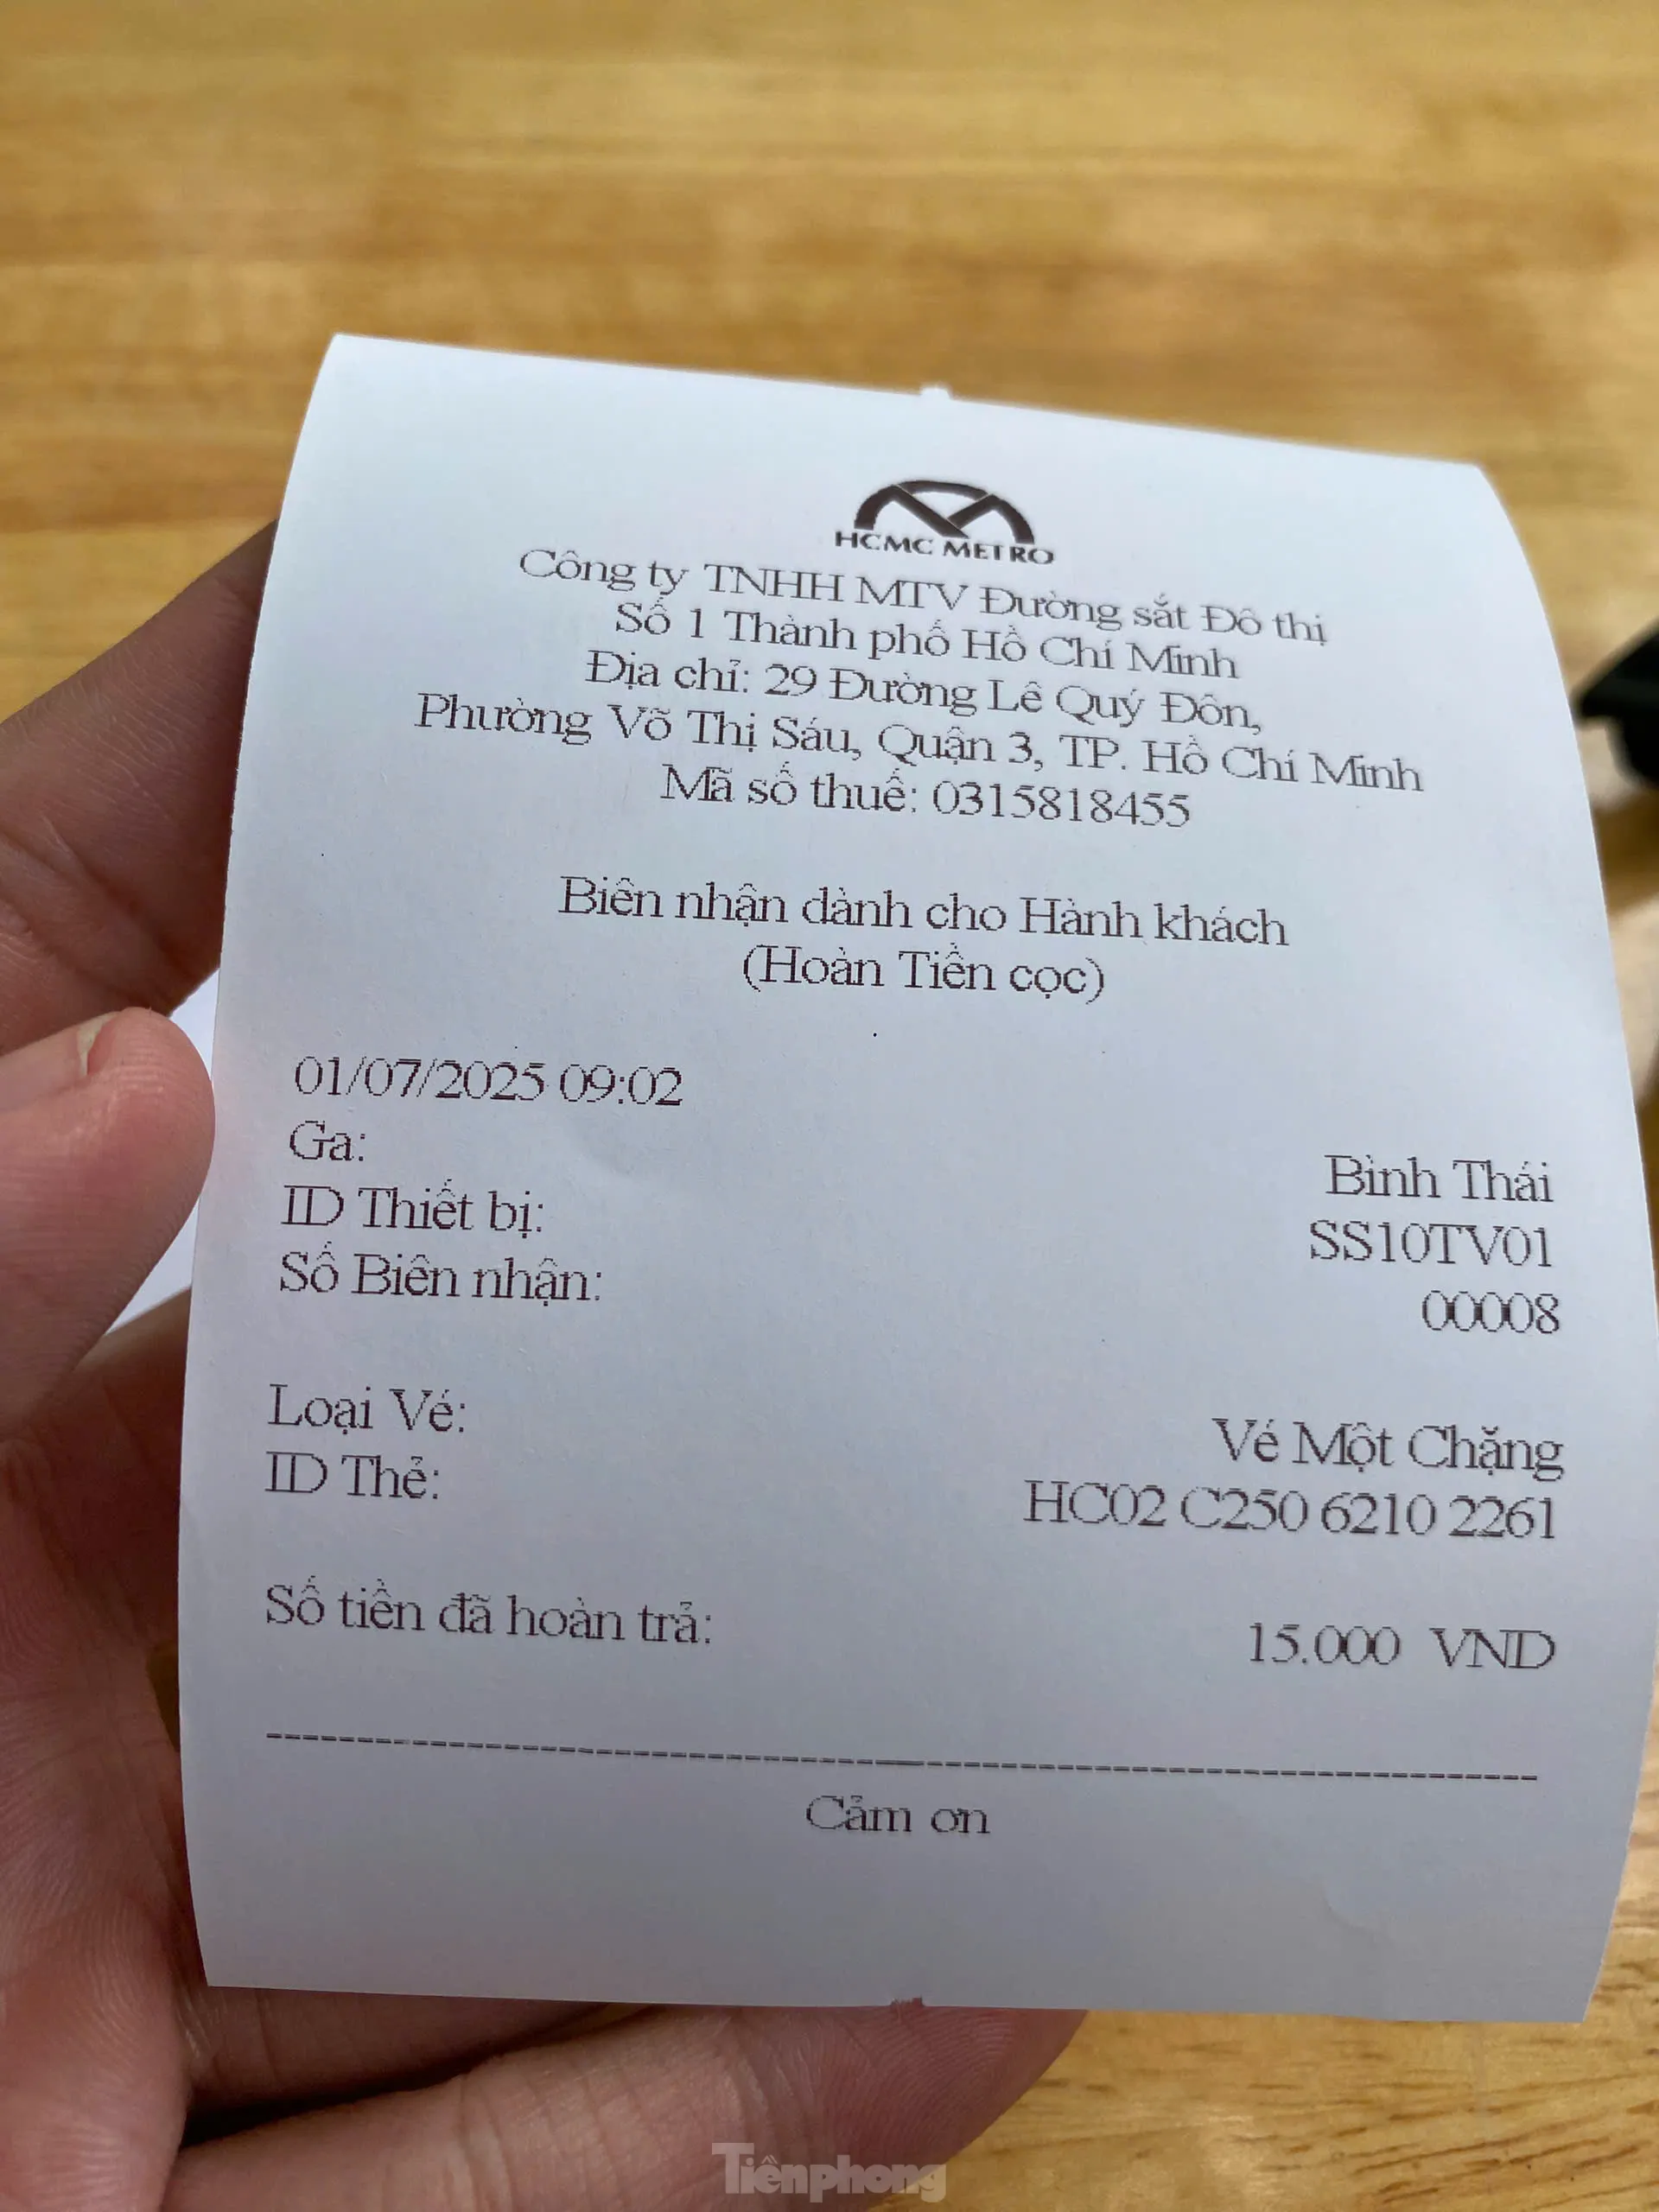 HCMC METRO
Công ty TNHH MTV Đường sắt Đô thị
Số 1 Thành phố Hồ Chí Minh
Địa chỉ: 29 Đường Lê Quý Đôn,
Phường Võ Thị Sáu, Quận 3, TP. Hồ Chí Minh
Mã số thuế: 0315818455
Biên nhận dành cho Hành khách
(Hoàn Tiền cọc)
01/07/2025 09:02
Ga: Bình Thái
ID Thiết bị: SS10TV01
Số Biên nhận: 00008
Loại Vé: Vé Một Chặng
ID Thẻ: HC02 C250 6210 2261
Số tiền đã hoàn trả: 15.000 VND
Cảm ơn
Tiênphong